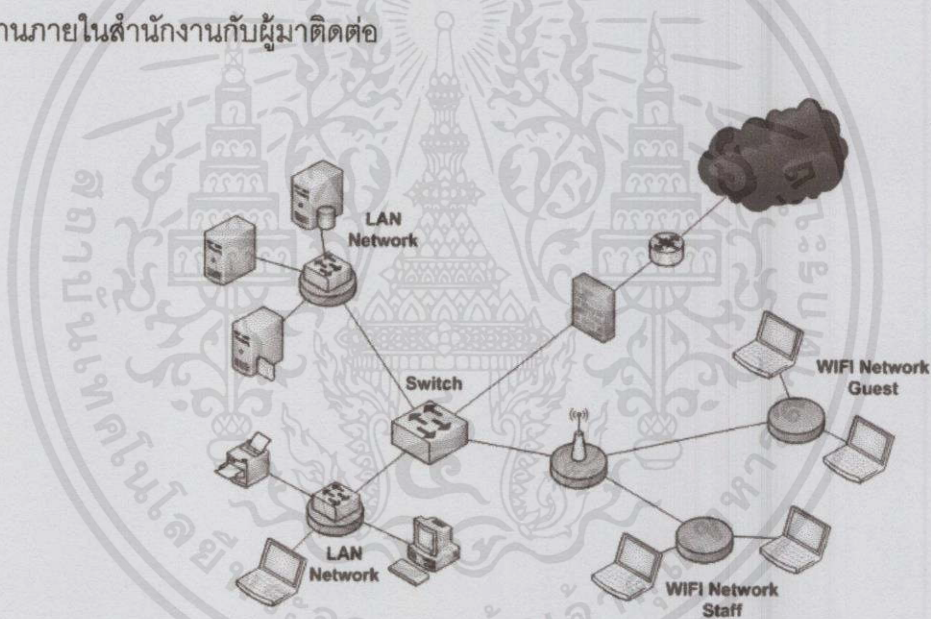 านภายในสำนักงานกับผู้มาติดต่อ
LAN
Network
WIFI Network
Guest
Switch
LAN
Network
WIFI Network
Staff